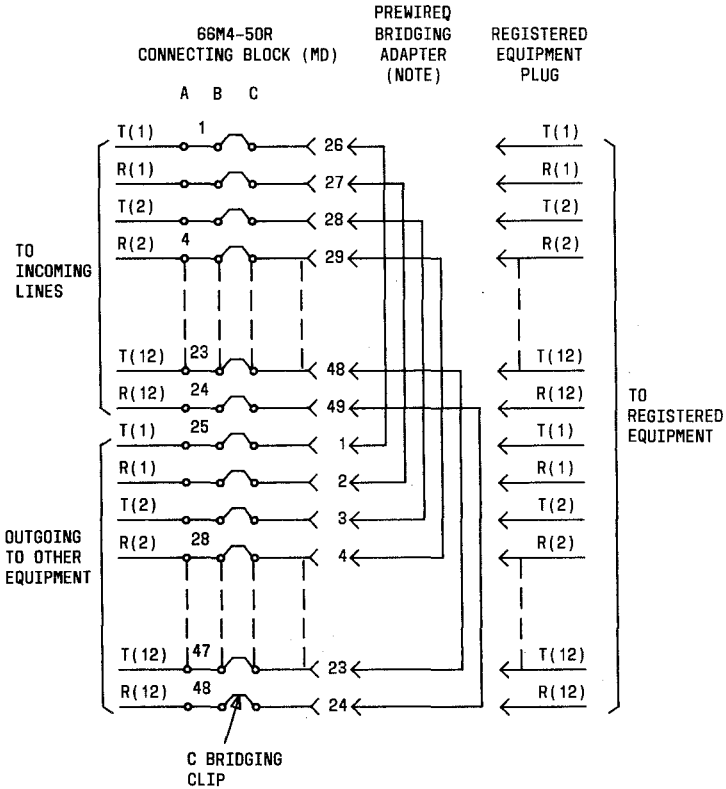 66M4-50R
CONNECTING BLOCK (MD)
PREWIRED
BRIDGING
ADAPTER
(NOTE)
REGISTERED
EQUIPMENT
PLUG
A B C
T(1) 1 26 T(1)
R(1) 27 R(1)
T(2) 28 T(2)
R(2) 4 29 R(2)
TO
INCOMING
LINES
T(12) 23 48 T(12)
R(12) 24 49 R(12)
T(1) 25 1 T(1)
R(1) 2 R(1)
T(2) 3 T(2)
R(2) 28 4 R(2)
TO
REGISTERED
EQUIPMENT
OUTGOING
TO OTHER
EQUIPMENT
T(12) 47 23 T(12)
R(12) 48 24 R(12)
C BRIDGING
CLIP